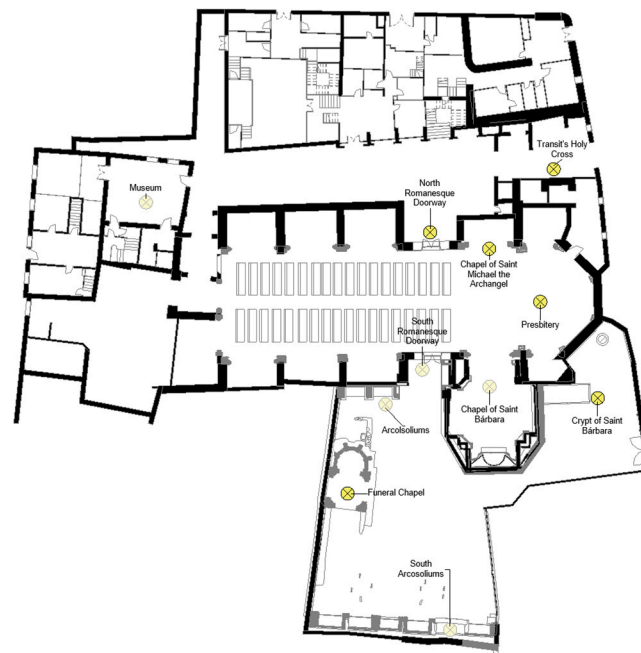 Transit's Holy
Cross
Museum
North
Romanesque
Doorway
Chapel of Saint
Michael the
Archangel
Presbitery
South
Romanesque
Doorway
Chapel of Saint
Bárbara
Crypt of Saint
Bárbara
Arcolsoliums
Funeral Chapel
South
Arcosoliums